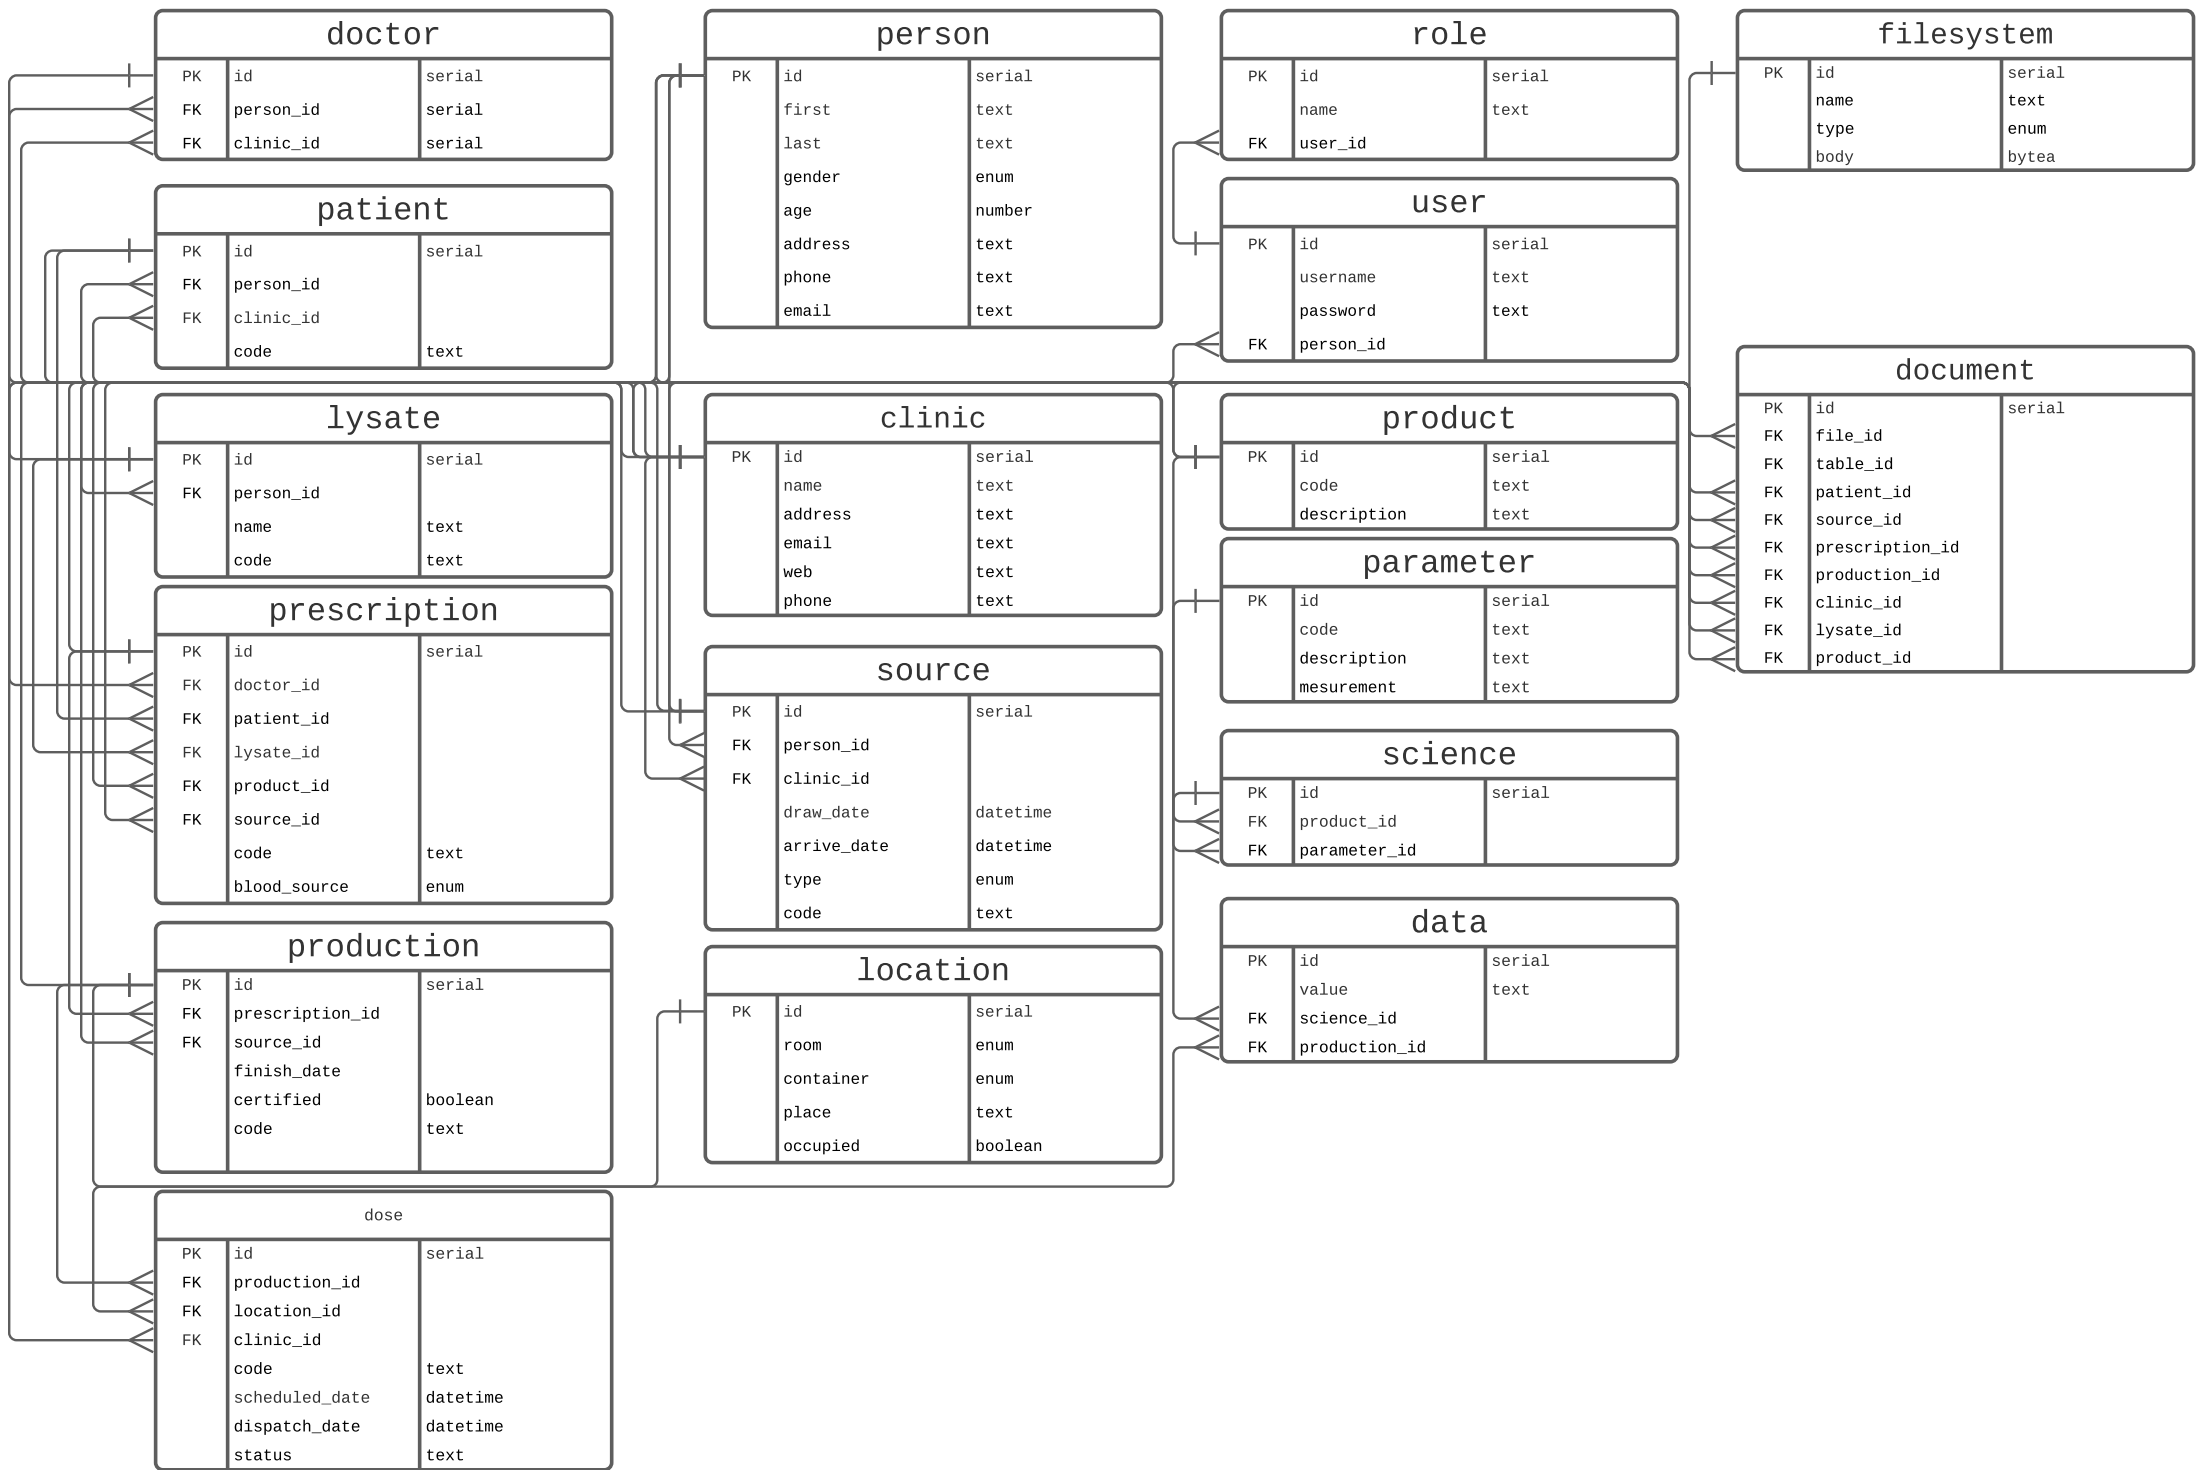 doctor
PK id serial
FK person_id serial
FK clinic_id serial
patient
PK id serial
FK person_id
FK clinic_id
code text
lysate
PK id serial
FK person_id
name text
code text
prescription
PK id serial
FK doctor_id
FK patient_id
FK lysate_id
FK product_id
FK source_id
code text
blood_source enum
production
PK id serial
FK prescription_id
FK source_id
finish_date
certified boolean
code text
dose
PK id serial
FK production_id
FK location_id
FK clinic_id
code text
scheduled_date datetime
dispatch_date datetime
status text
person
PK id serial
first text
last text
gender enum
age number
address text
phone text
email text
clinic
PK id serial
name text
address text
email text
web text
phone text
source
PK id serial
FK person_id
FK clinic_id
draw_date datetime
arrive_date datetime
type enum
code text
location
PK id serial
room enum
container enum
place text
occupied boolean
role
PK id serial
name text
FK user_id
user
PK id serial
username text
password text
FK person_id
product
PK id serial
code text
description text
parameter
PK id serial
code text
description text
mesurement text
science
PK id serial
FK product_id
FK parameter_id
data
PK id serial
value text
FK science_id
FK production_id
filesystem
PK id serial
name text
type enum
body bytea
document
PK id serial
FK file_id
FK table_id
FK patient_id
FK source_id
FK prescription_id
FK production_id
FK clinic_id
FK lysate_id
FK product_id